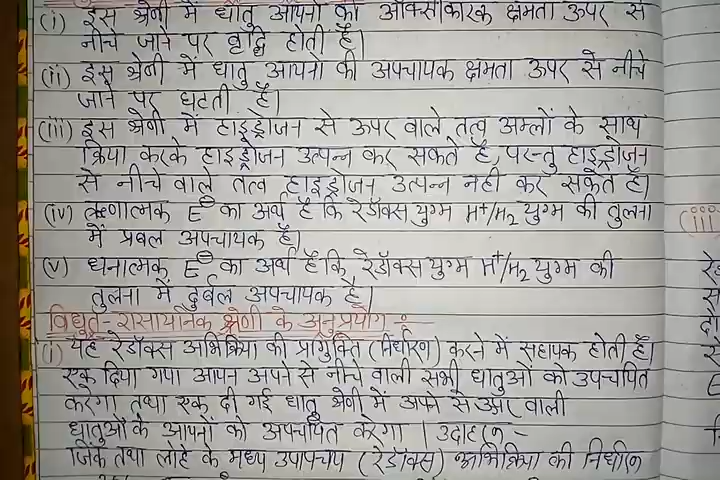 (i) इस श्रेणी में धातु आयनों की ऑक्सीकारक क्षमता ऊपर से
नीचे जाने पर वृद्धि होती है।
(ii) इस श्रेणी में धातु आयनो की अपचायक क्षमता ऊपर से नीचे
जाने पर घटती है।
(iii) इस श्रेणी में हाइड्रोजन से ऊपर वाले तत्व अम्लों के साथ
क्रिया करके हाइड्रोजन उत्पन्न कर सकते है, परन्तु हाइड्रोजन
से नीचे वाले तत्व हाइड्रोजन उत्पन्न नहीं कर सकते है।
(iv) ऋणात्मक E⊖ का अर्थ है कि रेडॉक्स युग्म H+/H2 युग्म की तुलना
में प्रबल अपचायक है।
(v) धनात्मक E⊖ का अर्थ है कि रेडॉक्स युग्म H+/H2 युग्म की
तुलना में दुर्बल अपचायक है।
विद्युत रासायनिक श्रेणी के अनुप्रयोग :-
(i) यह रेडॉक्स अभिक्रिया की प्रागुक्ति (निर्धारण) करने में सहायक होती है।
एक दिया गया आयन अपने से नीचे वाली सभी धातुओं को उपचयित
करेगा तथा एक दी गई धातु श्रेणी में अपने से ऊपर वाली
धातुओं के आयनों को अपचयित करेगा। उदाहरण -
जिंक तथा लोहे के मध्य उपापचय (रेडॉक्स) अभिक्रिया की निर्धारण
(iii